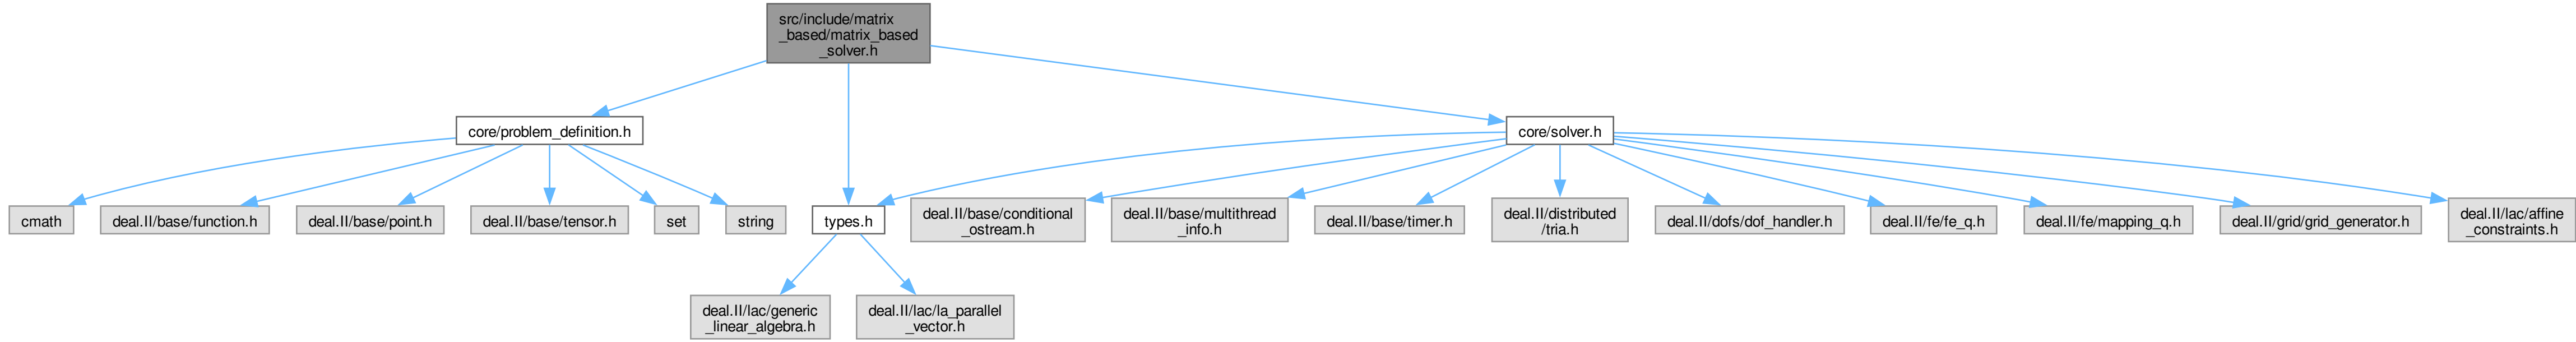 src/include/matrix
_based/matrix_based
_solver.h
core/problem_definition.h
core/solver.h
cmath
deal.II/base/function.h
deal.II/base/point.h
deal.II/base/tensor.h
set
string
types.h
deal.II/base/conditional
_ostream.h
deal.II/base/multithread
_info.h
deal.II/base/timer.h
deal.II/distributed
/tria.h
deal.II/dofs/dof_handler.h
deal.II/fe/fe_q.h
deal.II/fe/mapping_q.h
deal.II/grid/grid_generator.h
deal.II/lac/affine
_constraints.h
deal.II/lac/generic
_linear_algebra.h
deal.II/lac/la_parallel
_vector.h